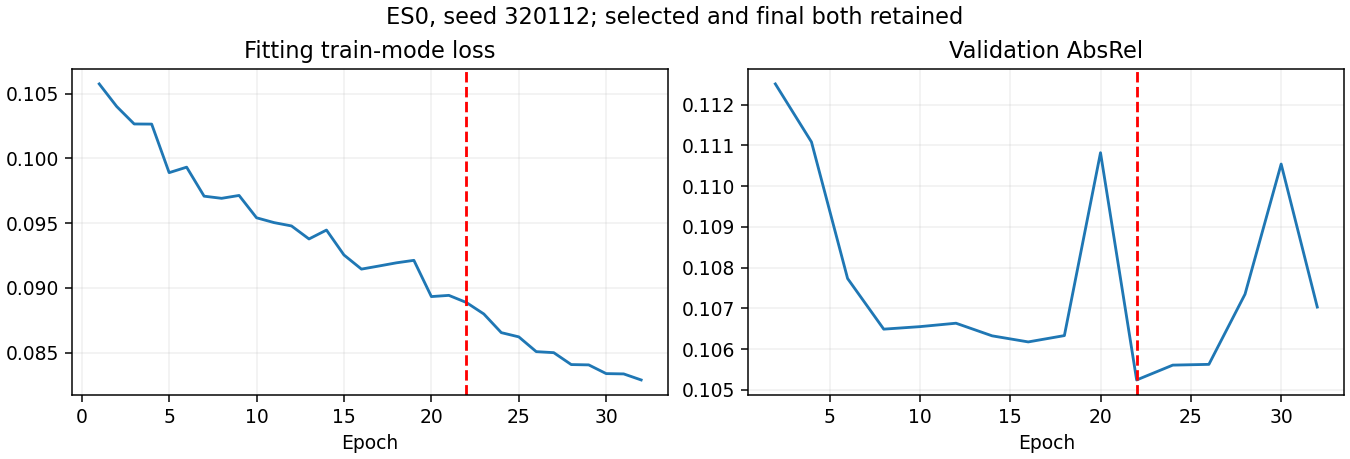 ES0, seed 320112; selected and final both retained
Fitting train-mode loss
0.105
0.100
0.095
0.090
0.085
0 5 10 15 20 25 30
Epoch
Validation AbsRel
0.112
0.111
0.110
0.109
0.108
0.107
0.106
0.105
5 10 15 20 25 30
Epoch